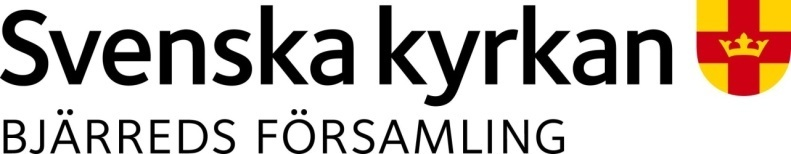 Svenska kyrkan
BJÄRREDS FÖRSAMLING